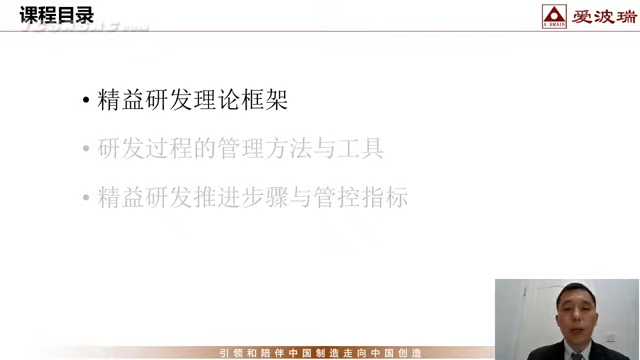 课程目录
爱波瑞
A.BRAIN
• 精益研发理论框架
• 研发过程的管理方法与工具
• 精益研发推进步骤与管控指标
引领和陪伴中国制造走向中国创造